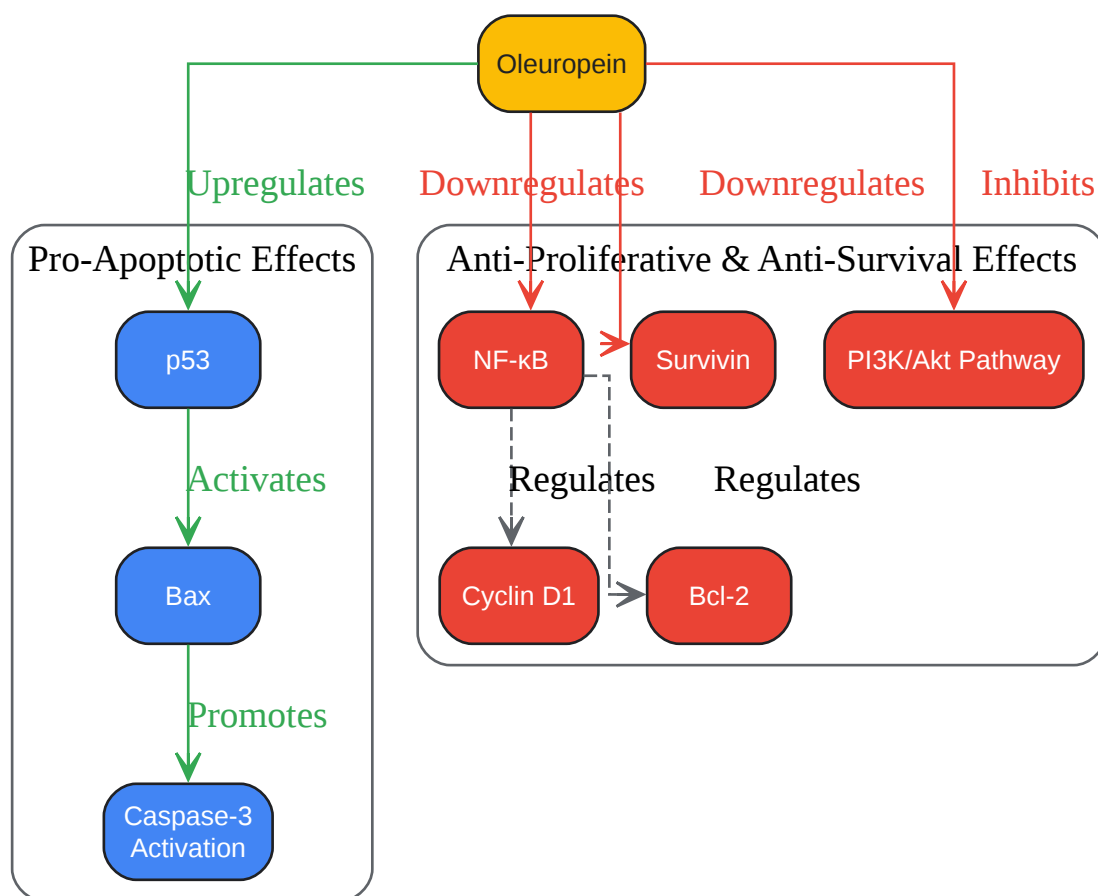 Oleuropein
Upregulates
Downregulates
Downregulates
Inhibits
Pro-Apoptotic Effects
Anti-Proliferative & Anti-Survival Effects
p53
NF-κB
Survivin
PI3K/Akt Pathway
Activates
Regulates
Regulates
Bax
Cyclin D1
Bcl-2
Promotes
Caspase-3
Activation